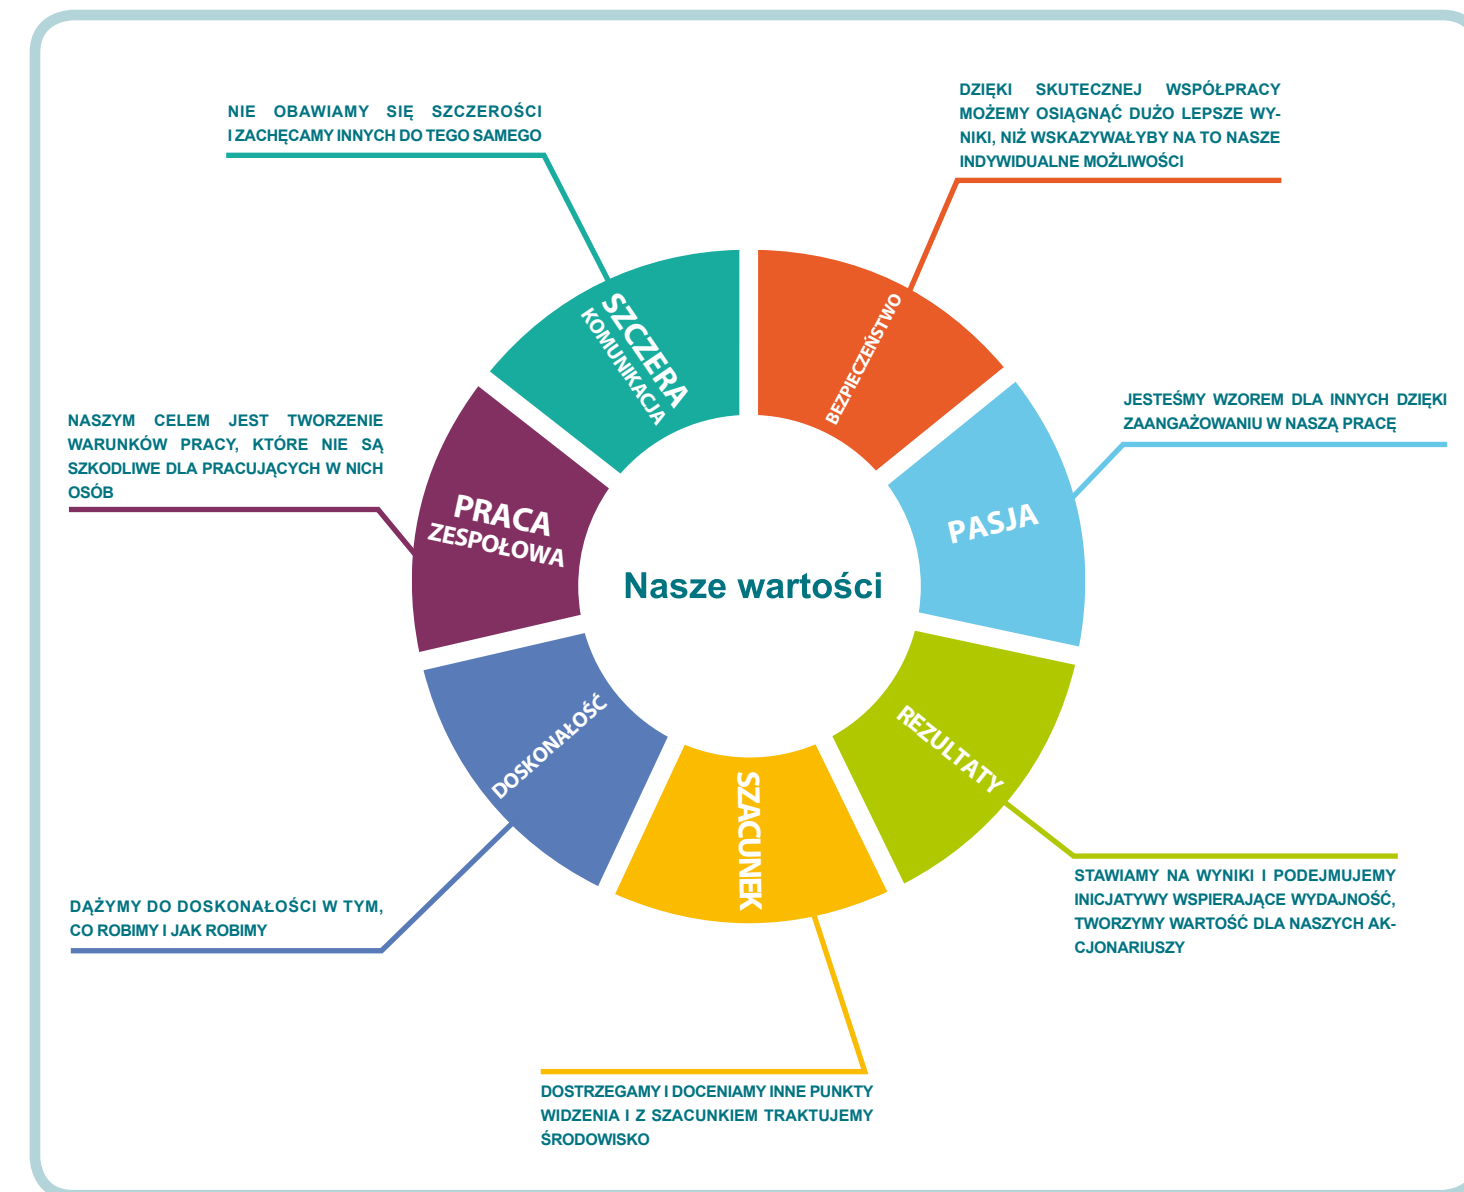 NIE OBAWIAMY SIĘ SZCZEROŚCI
I ZACHĘCAMY INNYCH DO TEGO SAMEGO
DZIĘKI SKUTECZNEJ WSPÓŁPRACY
MOŻEMY OSIĄGNĄĆ DUŻO LEPSZE WY-
NIKI, NIŻ WSKAZYWAŁYBY NA TO NASZE
INDYWIDUALNE MOŻLIWOŚCI
SZCZERA
KOMUNIKACJA
BEZPIECZEŃSTWO
JESTEŚMY WZOREM DLA INNYCH DZIĘKI
ZAANGAŻOWANIU W NASZĄ PRACĘ
NASZYM CELEM JEST TWORZENIE
WARUNKÓW PRACY, KTÓRE NIE SĄ
SZKODLIWE DLA PRACUJĄCYCH W NICH
OSÓB
PRACA
ZESPOŁOWA
PASJA
Nasze wartości
DOSKONAŁOŚĆ
REZULTATY
SZACUNEK
STAWIAMY NA WYNIKI I PODEJMUJEMY
INICJATYWY WSPIERAJĄCE WYDAJNOŚĆ,
TWORZYMY WARTOŚĆ DLA NASZYCH AK-
CJONARIUSZY
DĄŻYMY DO DOSKONAŁOŚCI W TYM,
CO ROBIMY I JAK ROBIMY
DOSTRZEGAMY I DOCENIAMY INNE PUNKTY
WIDZENIA I Z SZACUNKIEM TRAKTUJEMY
ŚRODOWISKO